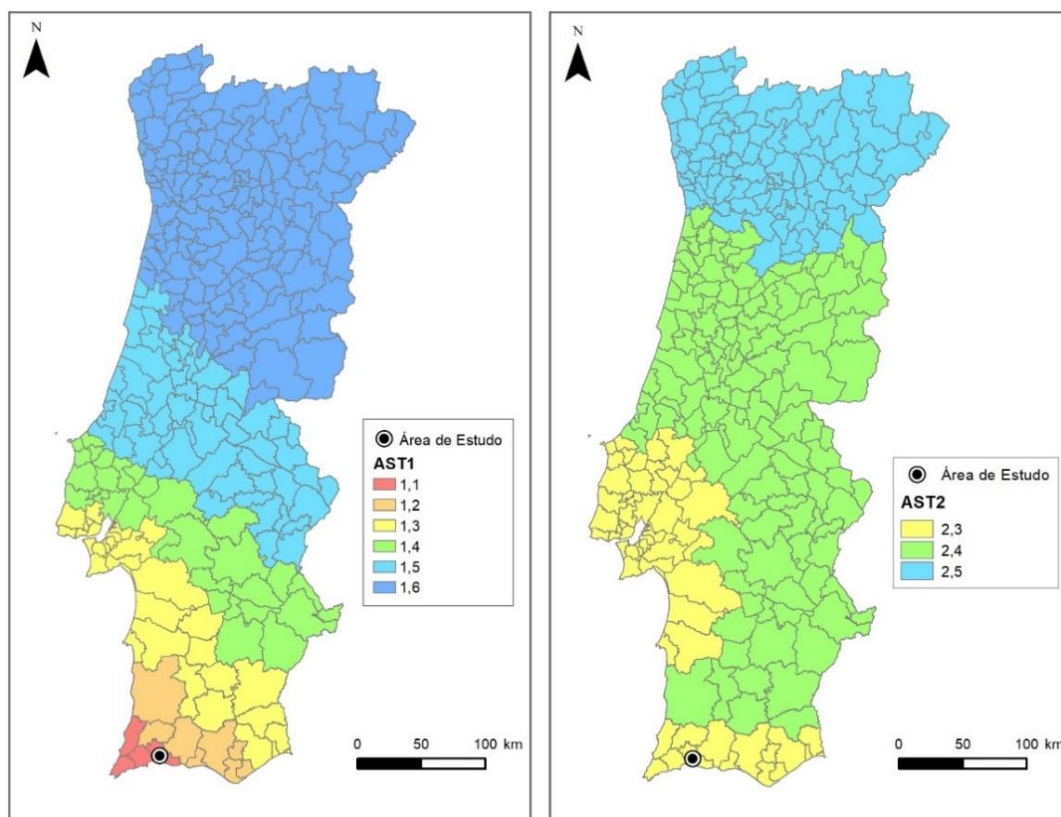 N
Área de Estudo
AST1
1,1
1,2
1,3
1,4
1,5
1,6
0 50 100 km
N
Área de Estudo
AST2
2,3
2,4
2,5
0 50 100 km